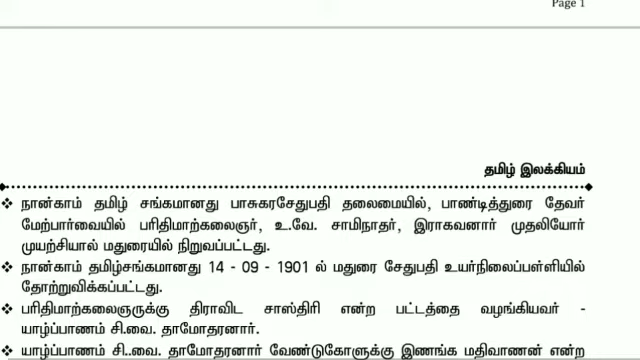 Page 1
தமிழ் இலக்கியம்
❖ நான்காம் தமிழ் சங்கமானது பாசுகரசேதுபதி தலைமையில், பாண்டித்துரை தேவர்
மேற்பார்வையில் பரிதிமாற்கலைஞர், உ.வே. சாமிநாதர், இராகவனார் முதலியோர்
முயற்சியால் மதுரையில் நிறுவப்பட்டது.
❖ நான்காம் தமிழ்சங்கமானது 14 - 09 - 1901 ல் மதுரை சேதுபதி உயர்நிலைப்பள்ளியில்
தோற்றுவிக்கப்பட்டது.
❖ பரிதிமாற்கலைஞருக்கு திராவிட சாஸ்திரி என்ற பட்டத்தை வழங்கியவர் -
யாழ்ப்பாணம் சி.வை. தாமோதரனார்.
❖ யாழ்ப்பாணம் சி..வை. தாமோதரனார் வேண்டுகோளுக்கு இணங்க மதிவாணன் என்ற